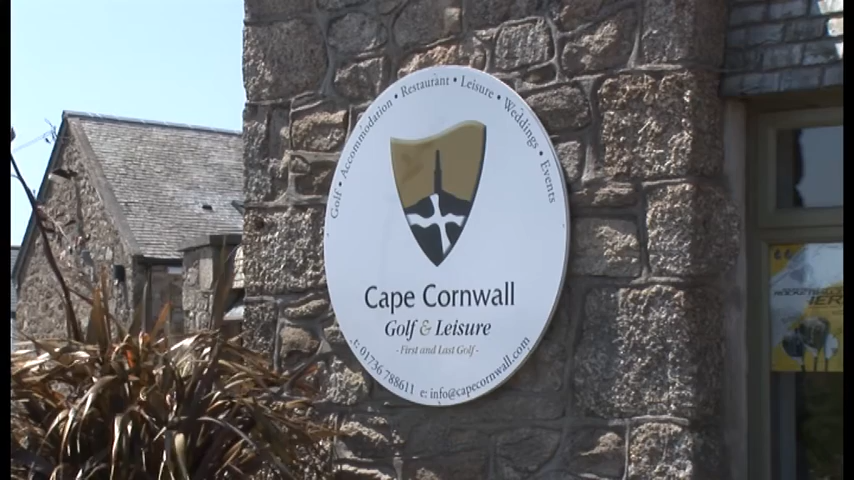 Golf • Accommodation • Restaurant • Leisure • Weddings • Events
Cape Cornwall
Golf & Leisure
- First and Last Golf -
t: 01736 788611 e: info@capecornwall.com